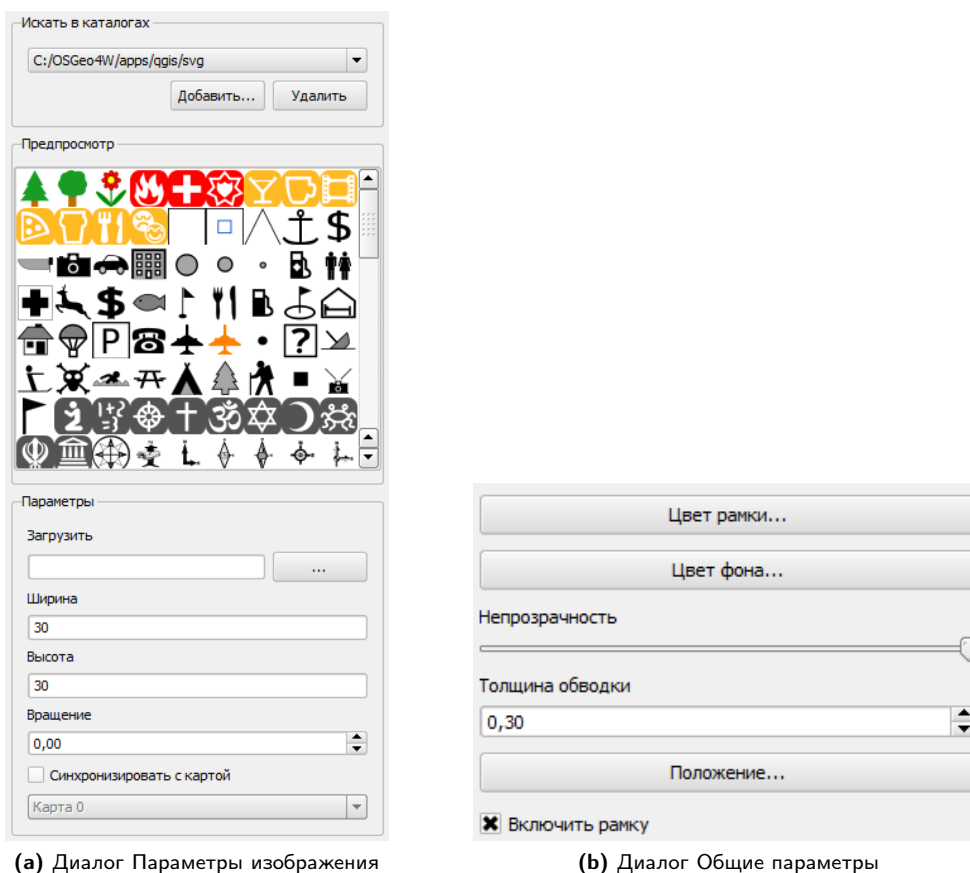 Искать в каталогах
C:/OSGeo4W/apps/qgis/svg
Добавить... Удалить
Предпросмотр
Параметры
Загрузить
...
Ширина
30
Высота
30
Вращение
0,00
Синхронизировать с картой
Карта 0
(a) Диалог Параметры изображения
Цвет рамки...
Цвет фона...
Непрозрачность
Толщина обводки
0,30
Положение...
Включить рамку
(b) Диалог Общие параметры